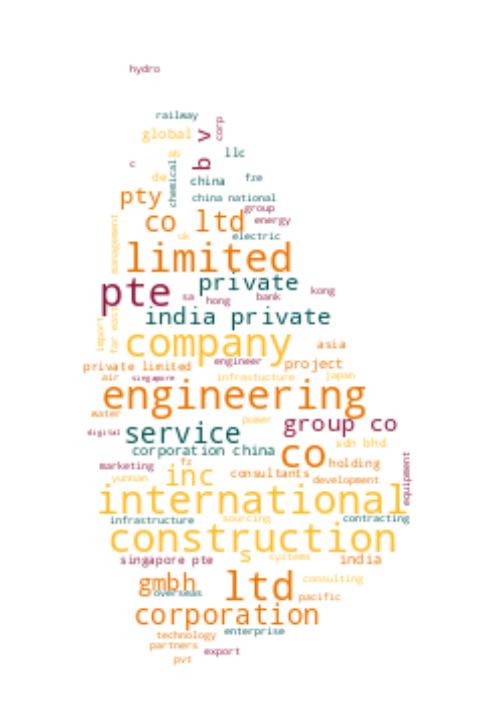 hydro
railway
corp
global
v
ab
llc
c
b
chemical
de
china
fze
pty
china national
group
co ltd
energy
uk
electric
management
limited
private
pte
sa
hong
bank
kong
india private
import
far east
company
asia
engineer
private limited
project
air
singapore
infrastucture
japan
engineering
water
power
group co
digital
service
sdn bhd
corporation china
co
holding
marketing
fz
equipment
inc
consultants
yunnan
development
international
infrastructure
sourcing
contracting
construction
s
systems
singapore pte
india
gmbh
overseas
ltd
consulting
pacific
corporation
technology
enterprise
partners
export
pvt